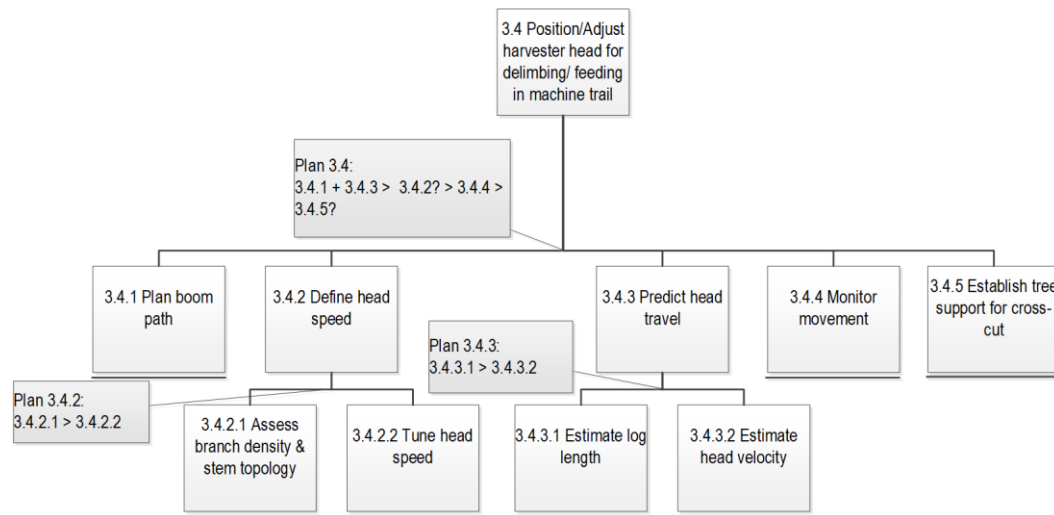 3.4 Position/Adjust
harvester head for
delimbing/ feeding
in machine trail
Plan 3.4:
3.4.1 + 3.4.3 > 3.4.2? > 3.4.4 >
3.4.5?
3.4.1 Plan boom
path
3.4.2 Define head
speed
3.4.3 Predict head
travel
3.4.4 Monitor
movement
3.4.5 Establish tree
support for cross-
cut
Plan 3.4.2:
3.4.2.1 > 3.4.2.2
Plan 3.4.3:
3.4.3.1 > 3.4.3.2
3.4.2.1 Assess
branch density &
stem topology
3.4.2.2 Tune head
speed
3.4.3.1 Estimate log
length
3.4.3.2 Estimate
head velocity